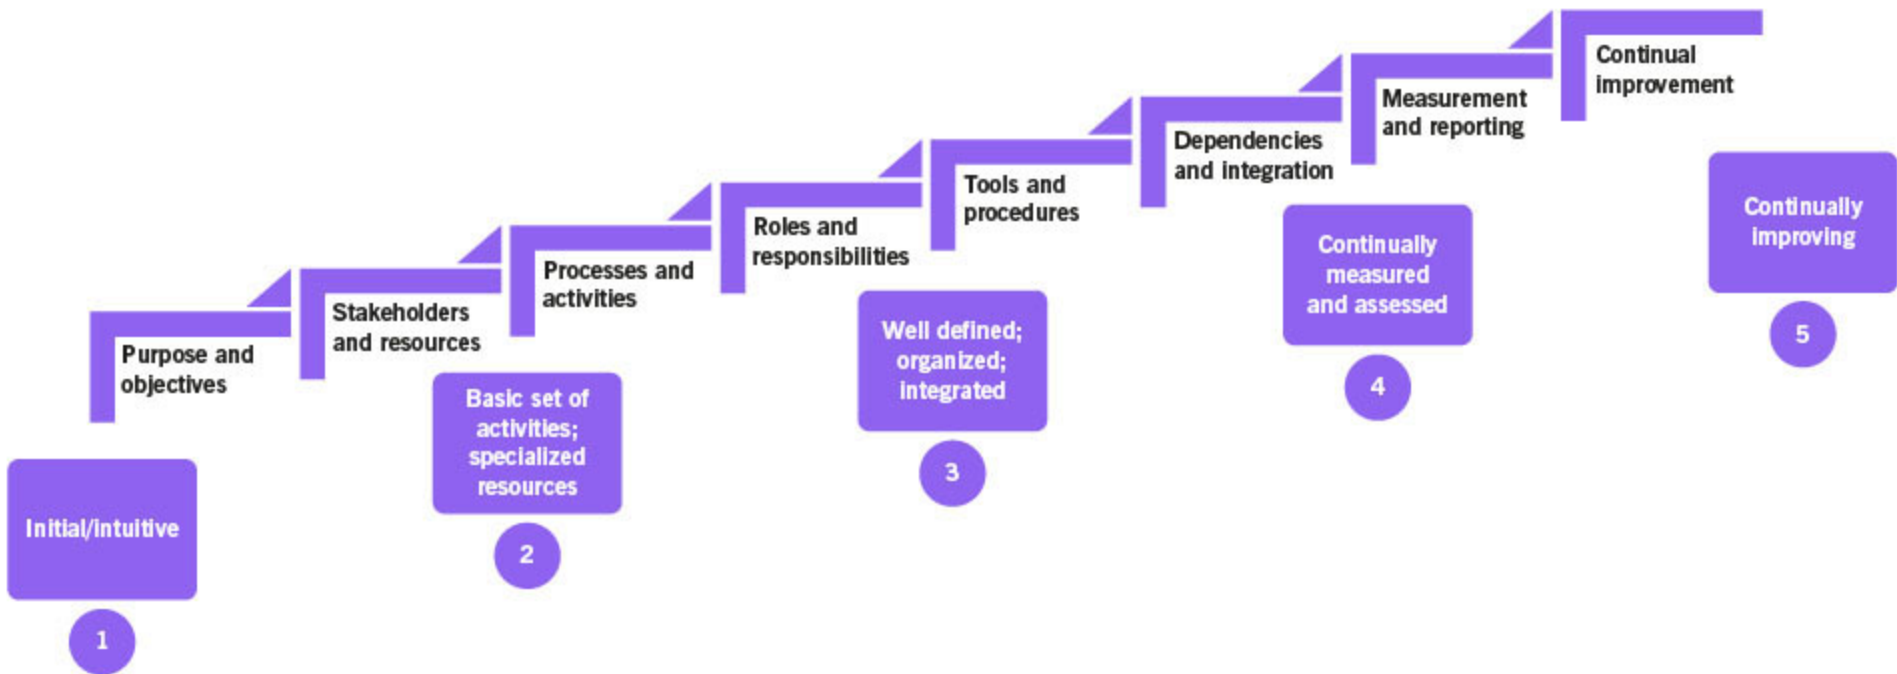 Purpose and
objectives
Stakeholders
and resources
Processes and
activities
Roles and
responsibilities
Tools and
procedures
Dependencies
and integration
Measurement
and reporting
Continual
improvement
Initial/intuitive
1
Basic set of
activities;
specialized
resources
2
Well defined;
organized;
integrated
3
Continually
measured
and assessed
4
Continually
improving
5